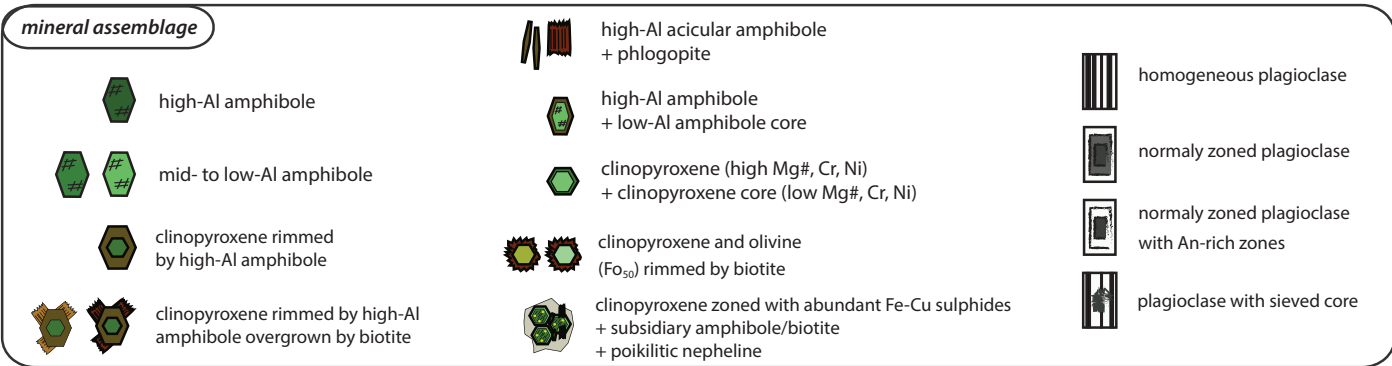 mineral assemblage
high-Al amphibole
mid- to low-Al amphibole
clinopyroxene rimmed
by high-Al amphibole
clinopyroxene rimmed by high-Al
amphibole overgrown by biotite
high-Al acicular amphibole
+ phlogopite
high-Al amphibole
+ low-Al amphibole core
clinopyroxene (high Mg#, Cr, Ni)
+ clinopyroxene core (low Mg#, Cr, Ni)
clinopyroxene and olivine
(Fo₅₀) rimmed by biotite
clinopyroxene zoned with abundant Fe-Cu sulphides
+ subsidiary amphibole/biotite
+ poikilitic nepheline
homogeneous plagioclase
normaly zoned plagioclase
normaly zoned plagioclase
with An-rich zones
plagioclase with sieved core